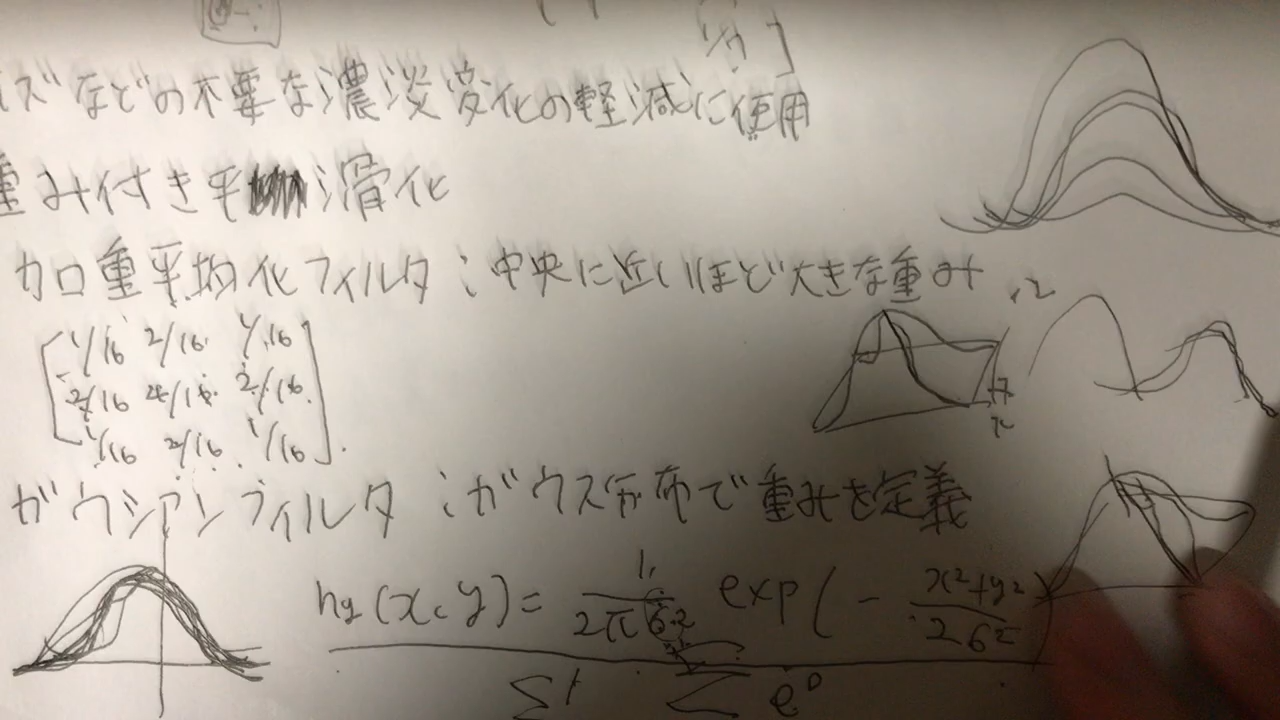 1/9 ]
ズなどの不要な濃淡変化の軽減に使用
重み付き平滑化
加重平均化フィルタ:中央に近いほど大きな重み
1/16 2/16 1/16
2/16 4/16 2/16
1/16 2/16 1/16
ガウシアンフィルタ:ガウス分布で重みを定義
hg(x,y)= 1/2πσ2 exp(- x²+y²/2σ²
Σ1 Σ e0